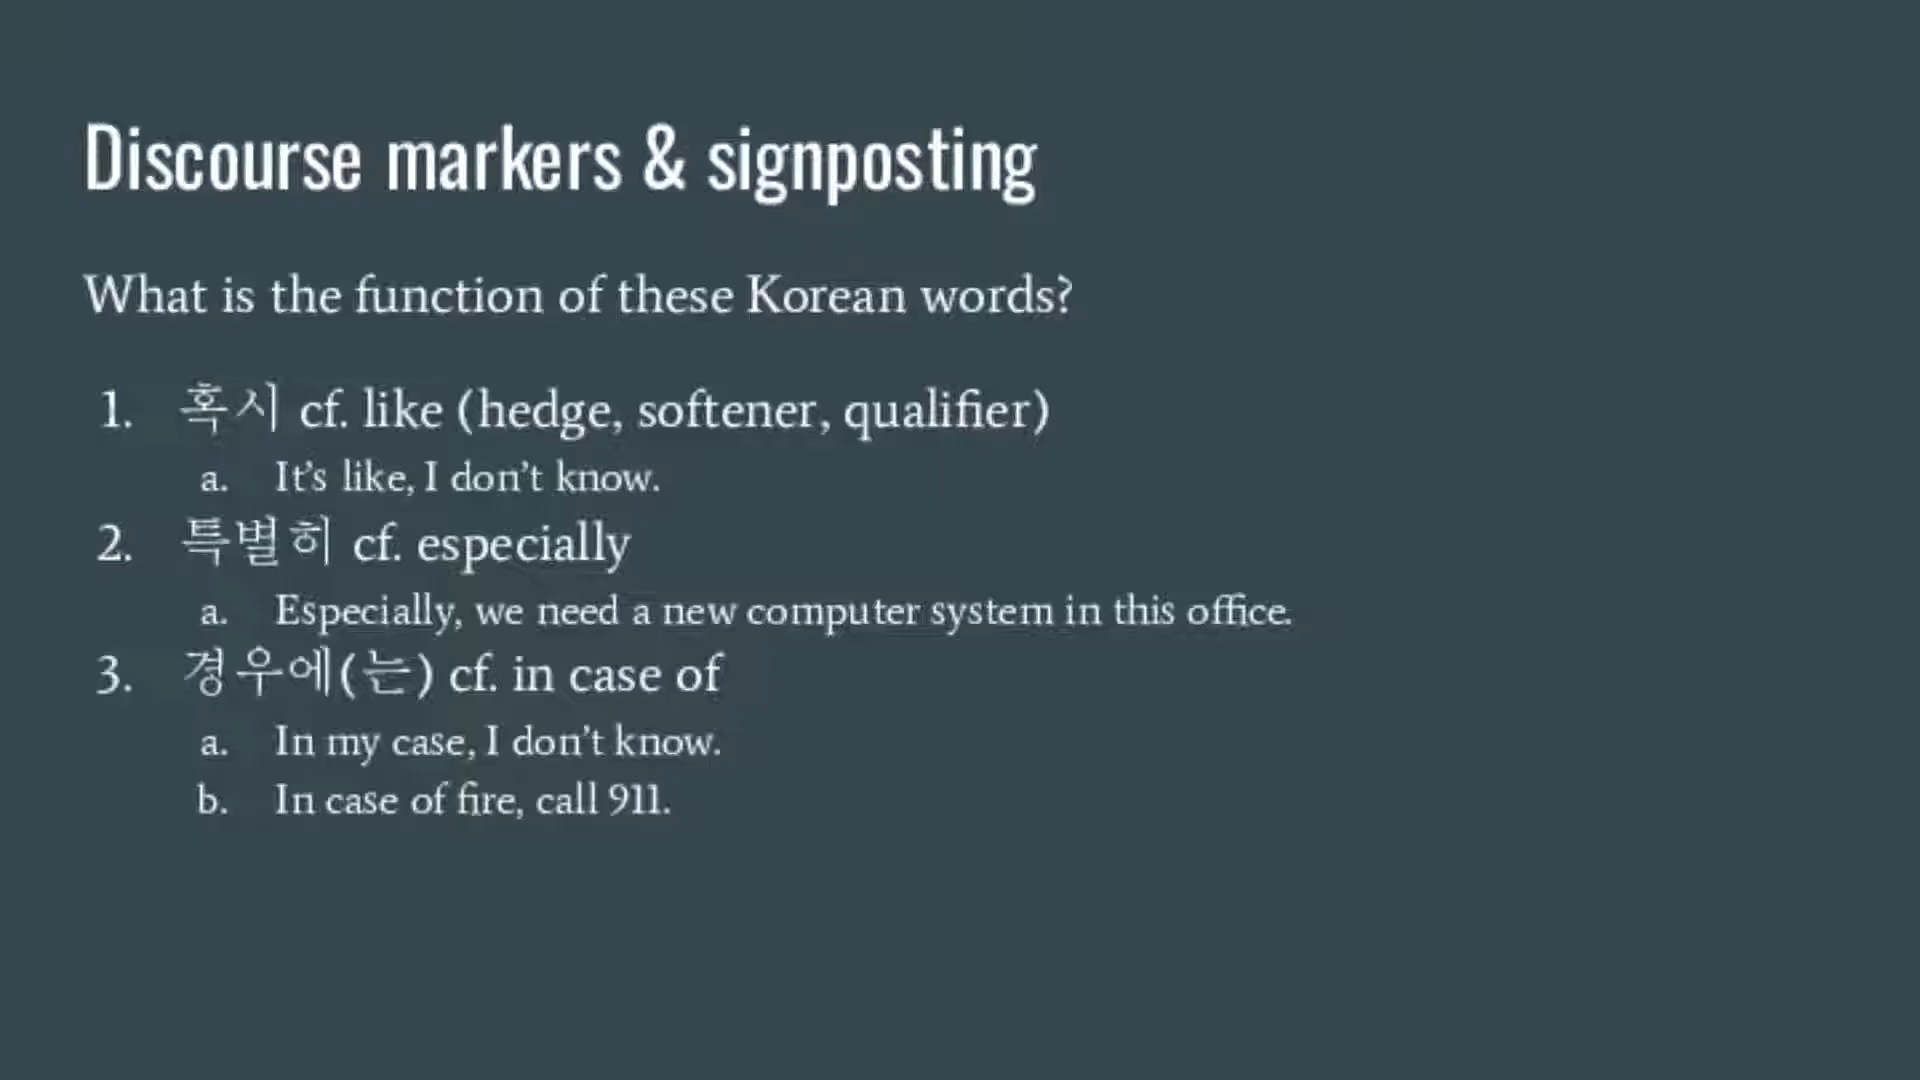 Discourse markers & signposting
What is the function of these Korean words?
1. 혹시 cf. like (hedge, softener, qualifier)
a. It’s like, I don’t know.
2. 특별히 cf. especially
a. Especially, we need a new computer system in this office.
3. 경우에(는) cf. in case of
a. In my case, I don’t know.
b. In case of fire, call 911.